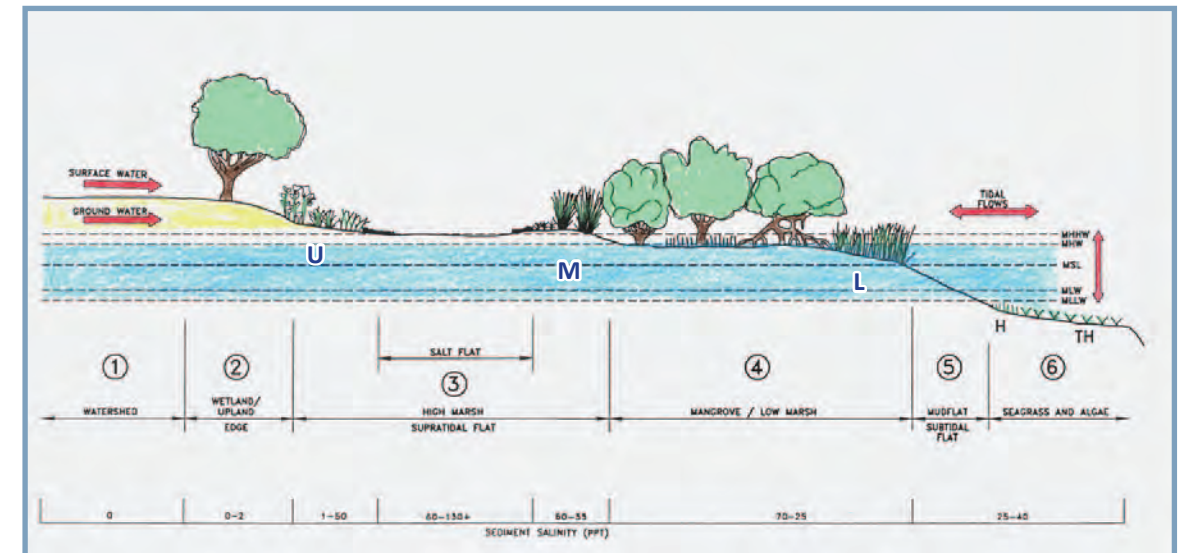 SURFACE WATER
GROUND WATER
TIDAL
FLOWS
MHHW
MHW
MSL
MLW
MLLW
U
M
L
H
TH
SALT FLAT
1
2
3
4
5
6
WATERSHED
WETLAND/
UPLAND
EDGE
HIGH MARSH
SUPRATIDAL FLAT
MANGROVE / LOW MARSH
MUDFLAT
SUBTIDAL
FLAT
SEAGRASS AND ALGAE
0
0-2
1-50
60-150+
60-35
70-25
25-40
SEDIMENT SALINITY (PPT)